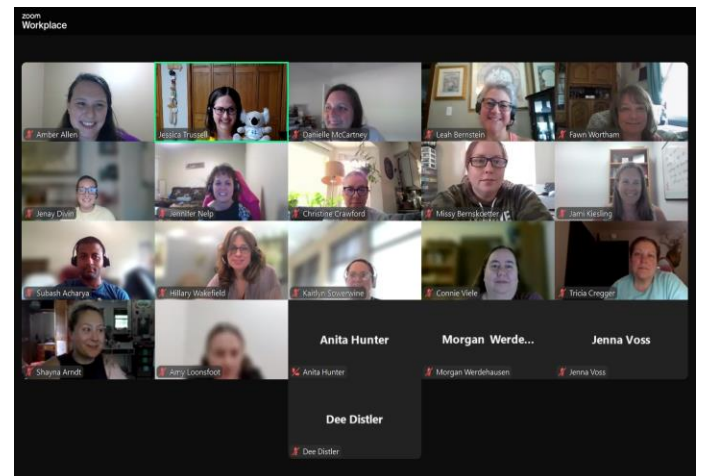 zoom
Workplace
Amber Allen
Jessica Trussell
Danielle McCartney
Leah Bernstein
Fawn Wortham
Jenay Divin
Jennifer Nelp
Christine Crawford
Missy Bernskoetter
Jami Kiesling
Subash Acharya
Hillary Wakefield
Kaitlyn Sowerwine
Connie Viele
Tricia Cregger
Shayna Arndt
Amy Loonsfoot
Anita Hunter
Anita Hunter
Morgan Werde...
Morgan Werdehausen
Jenna Voss
Jenna Voss
Dee Distler
Dee Distler